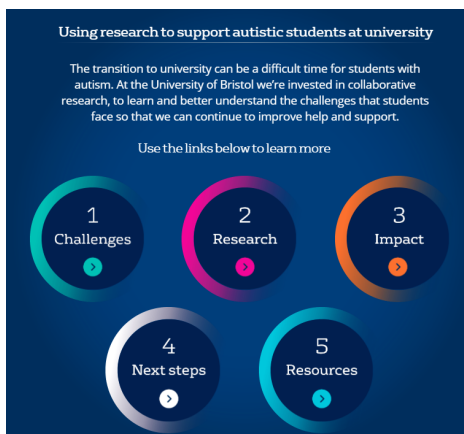 Using research to support autistic students at university
The transition to university can be a difficult time for students with
autism. At the University of Bristol we're invested in collaborative
research, to learn and better understand the challenges that students
face so that we can continue to improve help and support.
Use the links below to learn more
1
Challenges
2
Research
3
Impact
4
Next steps
5
Resources